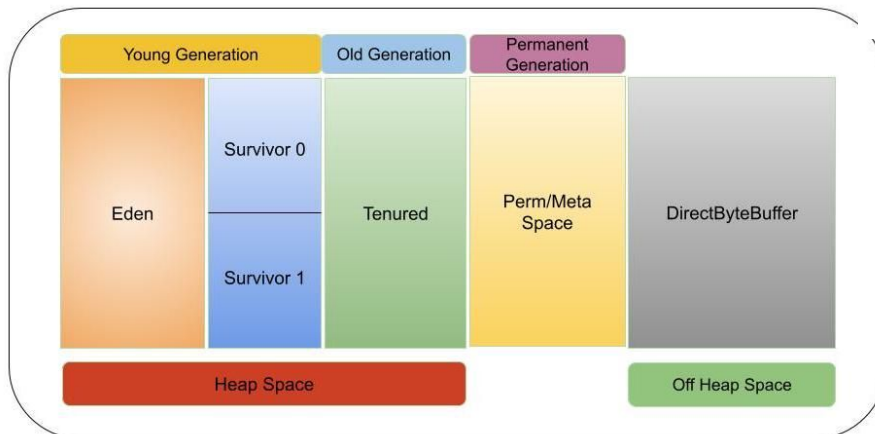 Young Generation
Old Generation
Permanent
Generation
Eden
Survivor 0
Survivor 1
Tenured
Perm/Meta
Space
DirectByteBuffer
Heap Space
Off Heap Space